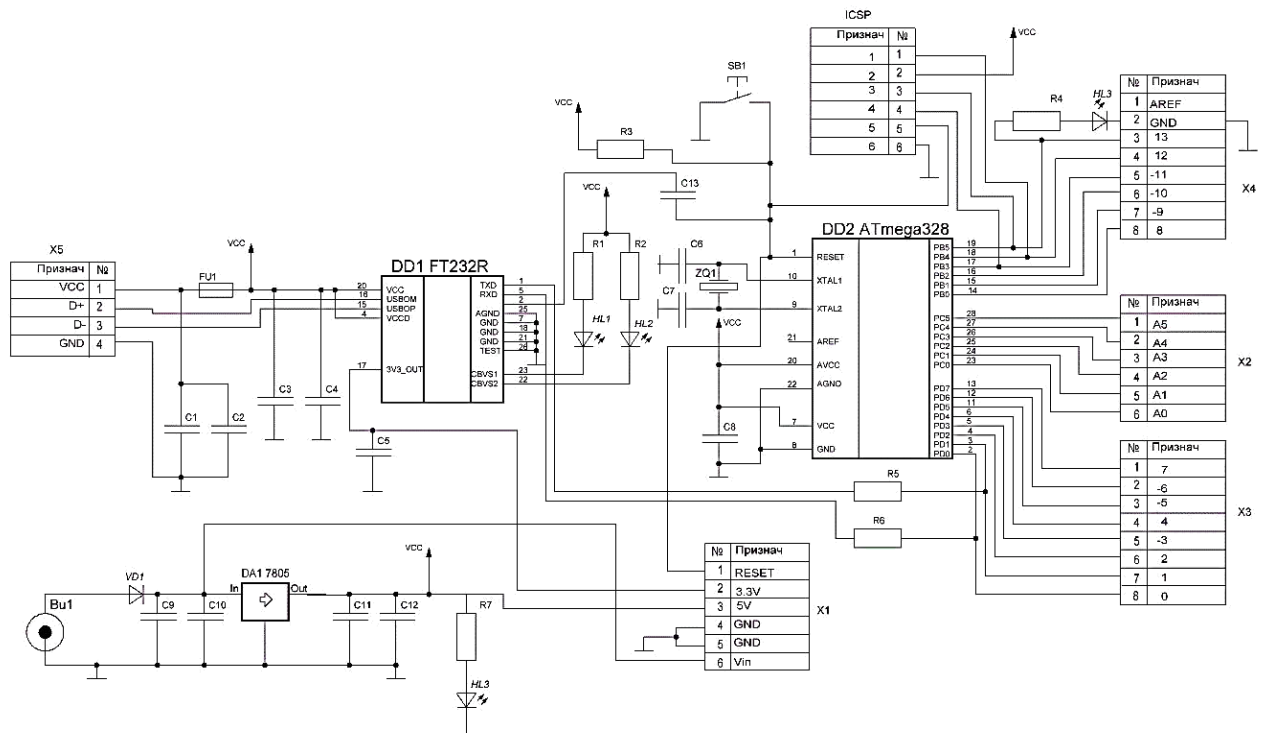 ICSP
Признач №
1 1
2 2
3 3
4 4
5 5
6 6
VCC
SB1
VCC
R3
C13
R4
HL3
№ Признач
1 AREF
2 GND
3 13
4 12
5 -11
6 -10
7 -9
8 8
X4
X5
Признач №
VCC 1
D+ 2
D- 3
GND 4
VCC
FU1
C1
C2
C3
C4
C5
DD1 FT232R
20 VCC
16 USBOM
15 USBOP
4 VCCD
17 3V3_OUT
TXD 1
RXD 5
2
AGND 25
GND 7
GND 18
GND 21
TEST 26
CBVS1 23
CBVS2 22
VCC
R1
R2
HL1
HL2
C6
C7
ZQ1
VCC
C8
DD2 ATmega328
1 RESET
10 XTAL1
9 XTAL2
21 AREF
20 AVCC
22 AGNO
7 VCC
8 GND
PB5 19
PB4 18
PB3 17
PB2 16
PB1 15
PB0 14
PC5 28
PC4 27
PC3 26
PC2 25
PC1 24
PC0 23
PD7 13
PD6 12
PD5 11
PD4 6
PD3 5
PD2 4
PD1 3
PD0 2
№ Признач
1 A5
2 A4
3 A3
4 A2
5 A1
6 A0
X2
№ Признач
1 7
2 -6
3 -5
4 4
5 -3
6 2
7 1
8 0
X3
R5
R6
Bu1
VD1
C9
C10
DA1 7805
In
Out
C11
C12
VCC
R7
HL3
№ Признач
1 RESET
2 3.3V
3 5V
4 GND
5 GND
6 Vin
X1